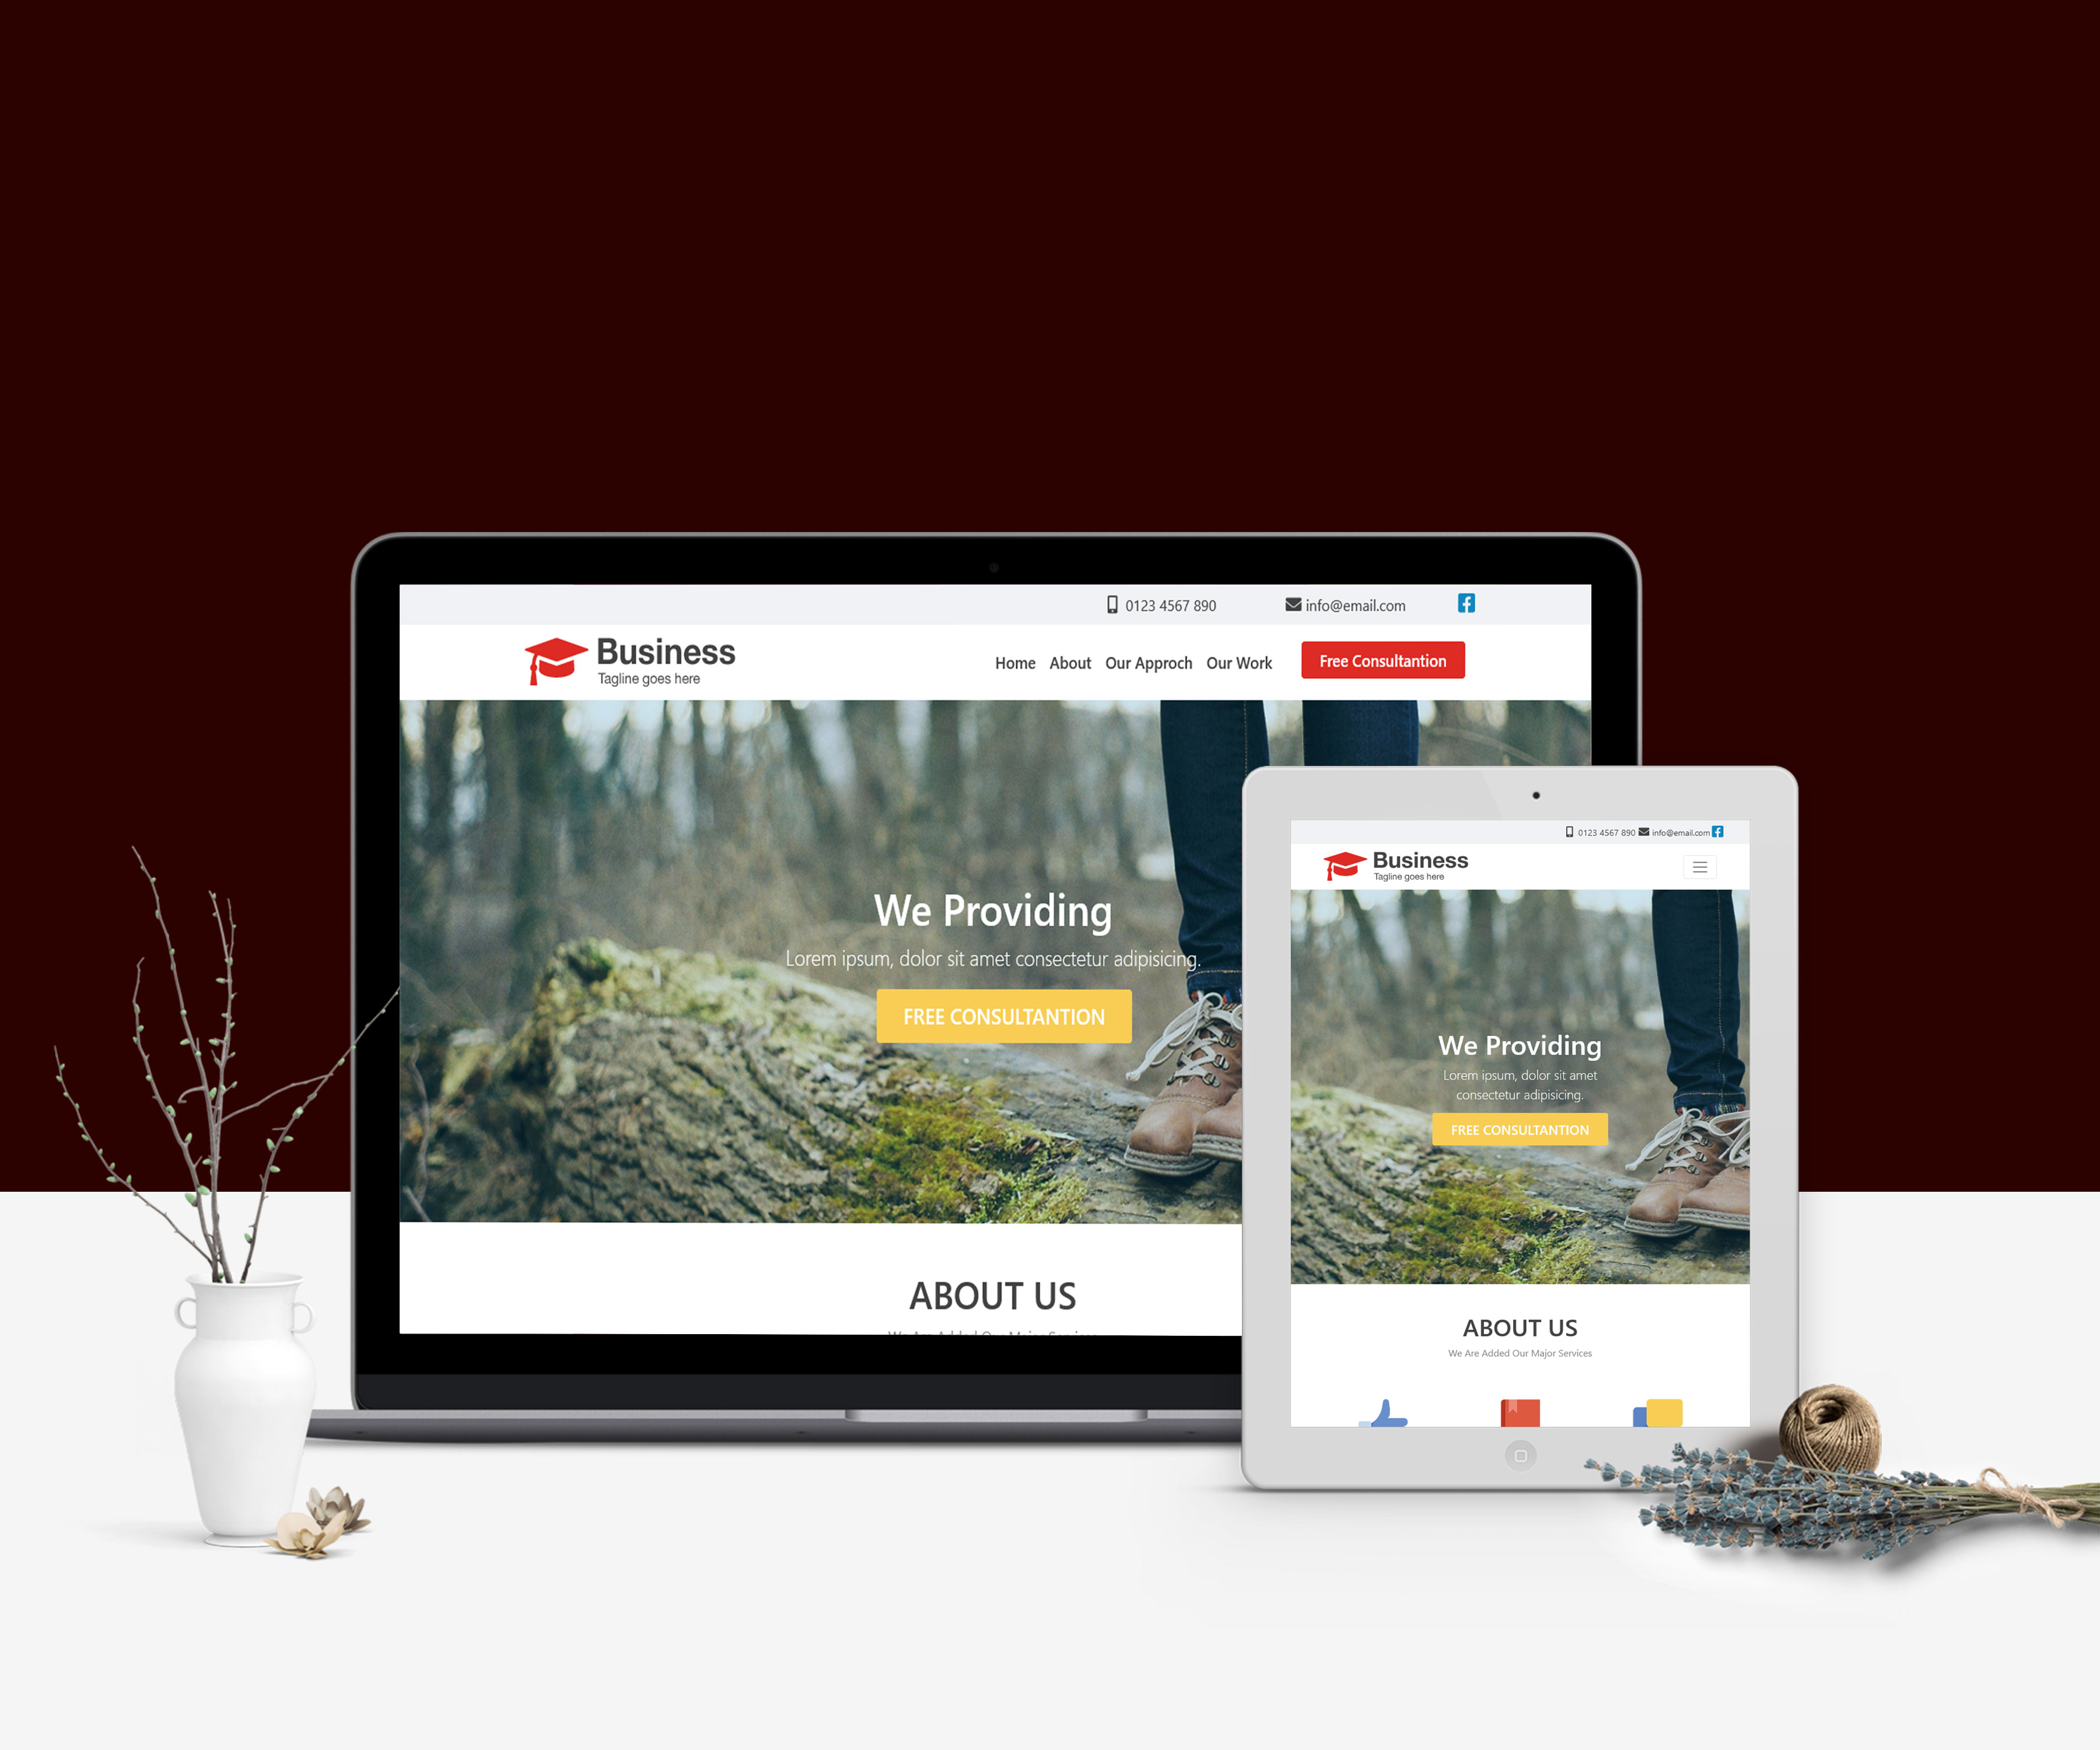 0123 4567 890 info@email.com
Business
Tagline goes here
Home About Our Approch Our Work Free Consultantion
We Providing
Lorem ipsum, dolor sit amet consectetur adipisicing.
FREE CONSULTANTION
ABOUT US
0123 4567 890 info@email.com
Business
Tagline goes here
We Providing
Lorem ipsum, dolor sit amet
consectetur adipisicing.
FREE CONSULTANTION
ABOUT US
We Are Added Our Major Services